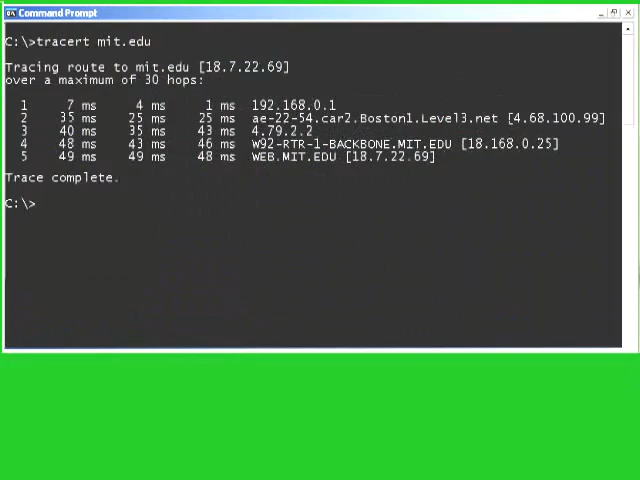 Command Prompt
C:\>tracert mit.edu
Tracing route to mit.edu [18.7.22.69]
over a maximum of 30 hops:
1 7 ms 4 ms 1 ms 192.168.0.1
2 35 ms 25 ms 25 ms ae-22-54.car2.Boston1.Level3.net [4.68.100.99]
3 40 ms 35 ms 43 ms 4.79.2.2
4 48 ms 43 ms 46 ms W92-RTR-1-BACKBONE.MIT.EDU [18.168.0.25]
5 49 ms 49 ms 48 ms WEB.MIT.EDU [18.7.22.69]
Trace complete.
C:\>